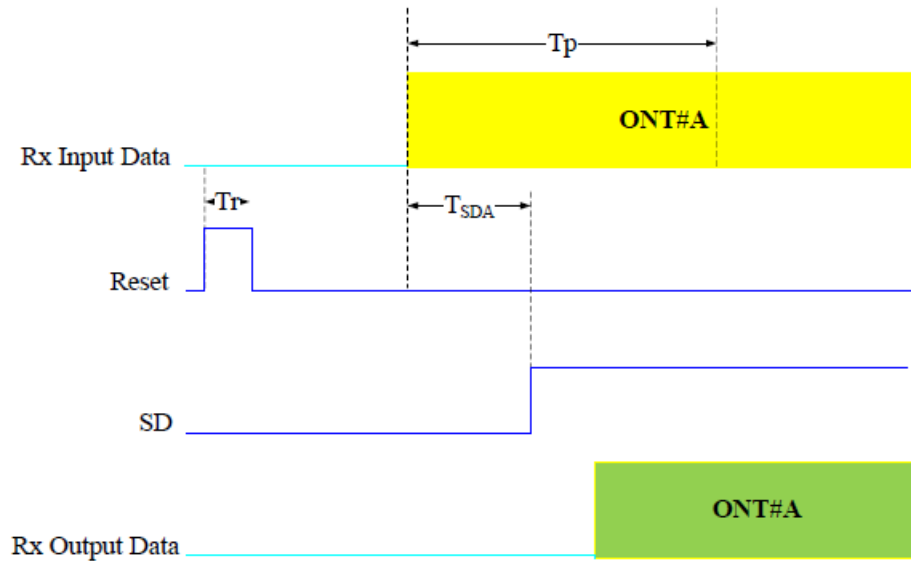 Tp
ONT#A
Rx Input Data
Tr
TSDA
Reset
SD
ONT#A
Rx Output Data